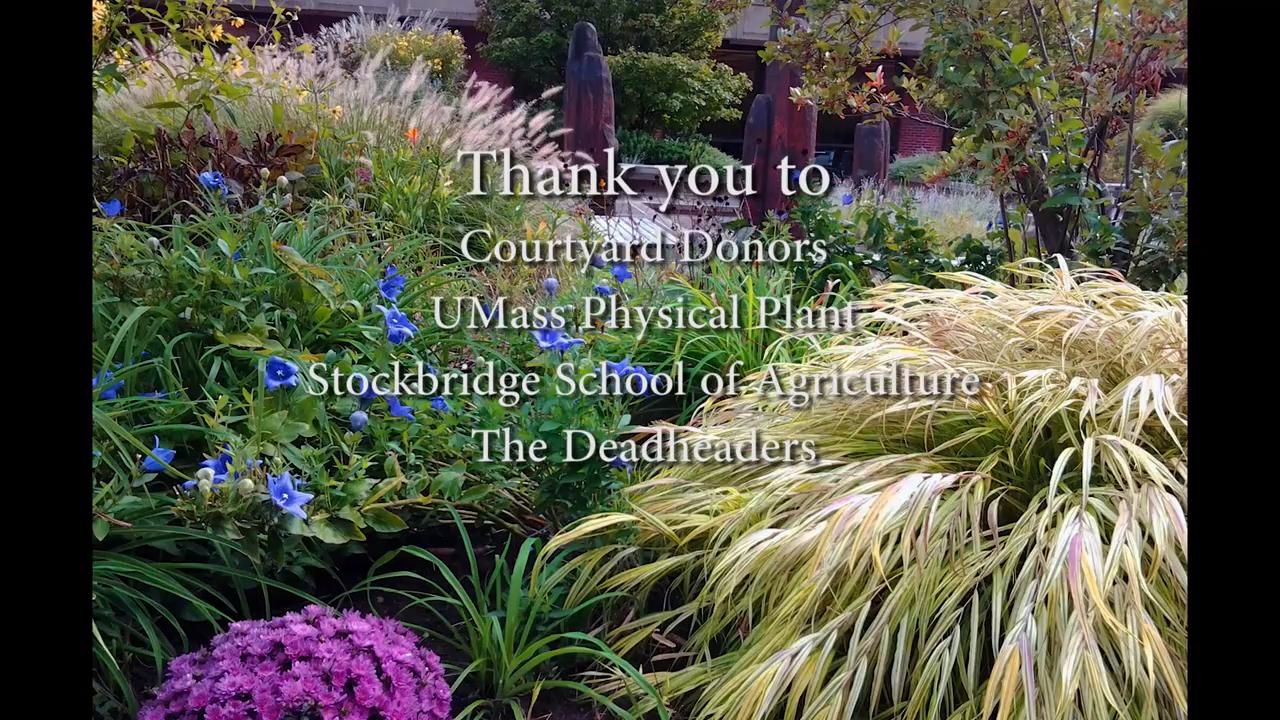 Thank you to
Courtyard Donors
UMass Physical Plant
Stockbridge School of Agriculture
The Deadheaders